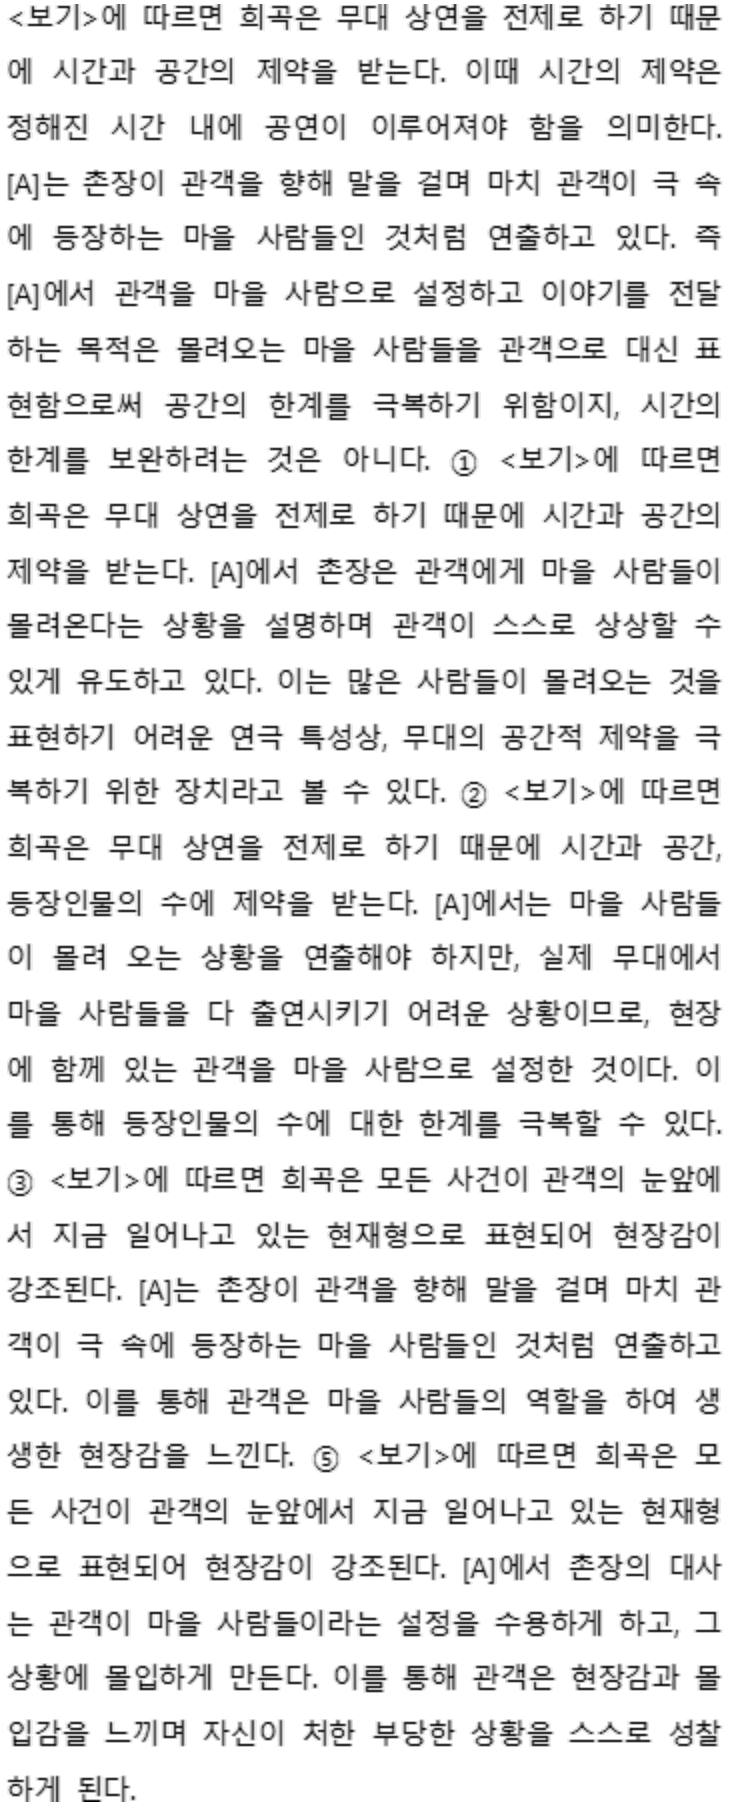 <보기>에 따르면 희곡은 무대 상연을 전제로 하기 때문
에 시간과 공간의 제약을 받는다. 이때 시간의 제약은
정해진 시간 내에 공연이 이루어져야 함을 의미한다.
[A]는 촌장이 관객을 향해 말을 걸며 마치 관객이 극 속
에 등장하는 마을 사람들인 것처럼 연출하고 있다. 즉
[A]에서 관객을 마을 사람으로 설정하고 이야기를 전달
하는 목적은 몰려오는 마을 사람들을 관객으로 대신 표
현함으로써 공간의 한계를 극복하기 위함이지, 시간의
한계를 보완하려는 것은 아니다. ① <보기>에 따르면
희곡은 무대 상연을 전제로 하기 때문에 시간과 공간의
제약을 받는다. [A]에서 촌장은 관객에게 마을 사람들이
몰려온다는 상황을 설명하며 관객이 스스로 상상할 수
있게 유도하고 있다. 이는 많은 사람들이 몰려오는 것을
표현하기 어려운 연극 특성상, 무대의 공간적 제약을 극
복하기 위한 장치라고 볼 수 있다. ② <보기>에 따르면
희곡은 무대 상연을 전제로 하기 때문에 시간과 공간,
등장인물의 수에 제약을 받는다. [A]에서는 마을 사람들
이 몰려 오는 상황을 연출해야 하지만, 실제 무대에서
마을 사람들을 다 출연시키기 어려운 상황이므로, 현장
에 함께 있는 관객을 마을 사람으로 설정한 것이다. 이
를 통해 등장인물의 수에 대한 한계를 극복할 수 있다.
③ <보기>에 따르면 희곡은 모든 사건이 관객의 눈앞에
서 지금 일어나고 있는 현재형으로 표현되어 현장감이
강조된다. [A]는 촌장이 관객을 향해 말을 걸며 마치 관
객이 극 속에 등장하는 마을 사람들인 것처럼 연출하고
있다. 이를 통해 관객은 마을 사람들의 역할을 하여 생
생한 현장감을 느낀다. ⑤ <보기>에 따르면 희곡은 모
든 사건이 관객의 눈앞에서 지금 일어나고 있는 현재형
으로 표현되어 현장감이 강조된다. [A]에서 촌장의 대사
는 관객이 마을 사람들이라는 설정을 수용하게 하고, 그
상황에 몰입하게 만든다. 이를 통해 관객은 현장감과 몰
입감을 느끼며 자신이 처한 부당한 상황을 스스로 성찰
하게 된다.